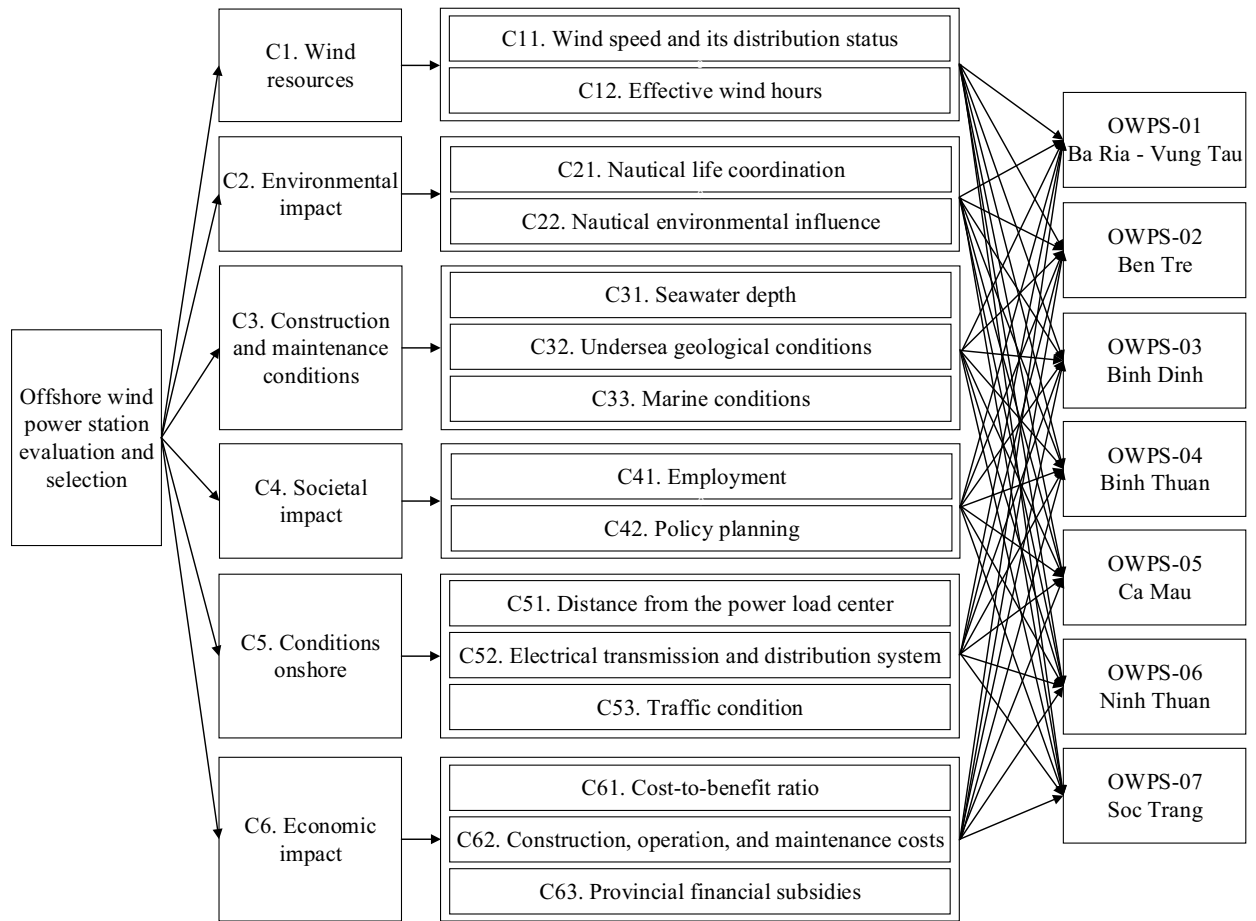 Offshore wind
power station
evaluation and
selection
C1. Wind
resources
C11. Wind speed and its distribution status
C12. Effective wind hours
C2. Environmental
impact
C21. Nautical life coordination
C22. Nautical environmental influence
C3. Construction
and maintenance
conditions
C31. Seawater depth
C32. Undersea geological conditions
C33. Marine conditions
C4. Societal
impact
C41. Employment
C42. Policy planning
C5. Conditions
onshore
C51. Distance from the power load center
C52. Electrical transmission and distribution system
C53. Traffic condition
C6. Economic
impact
C61. Cost-to-benefit ratio
C62. Construction, operation, and maintenance costs
C63. Provincial financial subsidies
OWPS-01
Ba Ria - Vung Tau
OWPS-02
Ben Tre
OWPS-03
Binh Dinh
OWPS-04
Binh Thuan
OWPS-05
Ca Mau
OWPS-06
Ninh Thuan
OWPS-07
Soc Trang